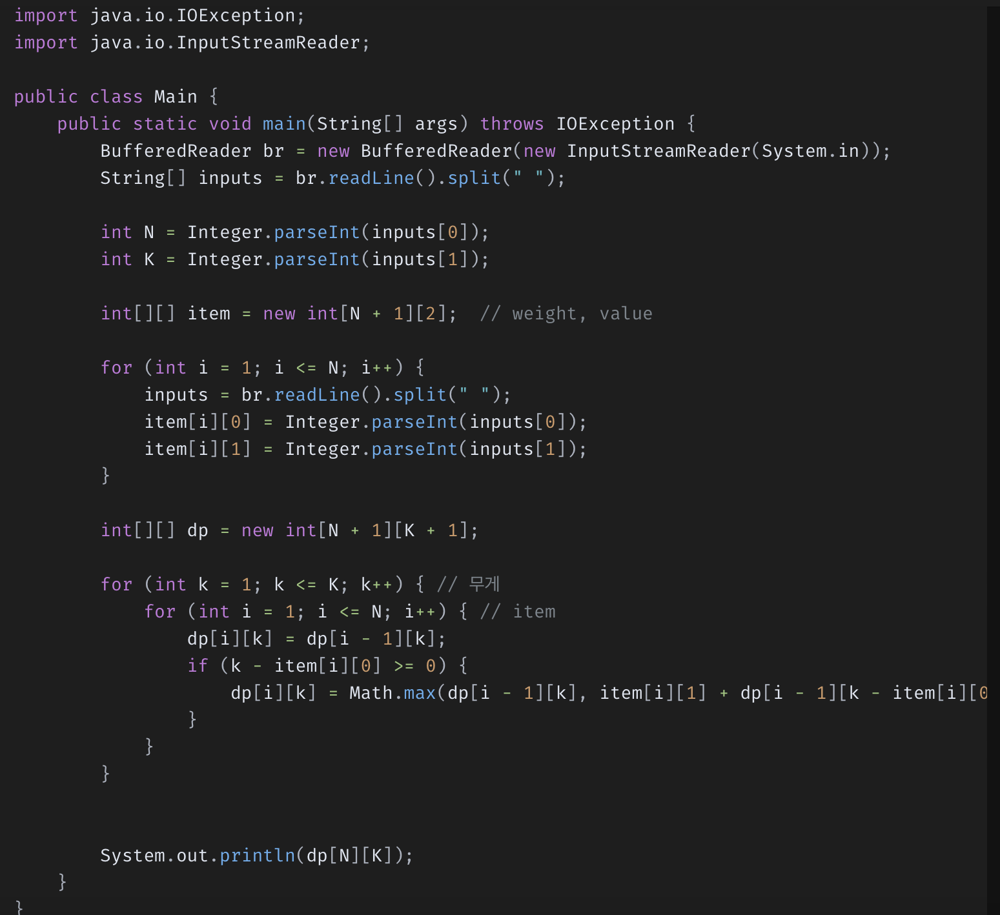 import java.io.IOException;
import java.io.InputStreamReader;
public class Main {
    public static void main(String[] args) throws IOException {
        BufferedReader br = new BufferedReader(new InputStreamReader(System.in));
        String[] inputs = br.readLine().split(" ");
        int N = Integer.parseInt(inputs[0]);
        int K = Integer.parseInt(inputs[1]);
        int[][] item = new int[N + 1][2];  // weight, value
        for (int i = 1; i <= N; i++) {
            inputs = br.readLine().split(" ");
            item[i][0] = Integer.parseInt(inputs[0]);
            item[i][1] = Integer.parseInt(inputs[1]);
        }
        int[][] dp = new int[N + 1][K + 1];
        for (int k = 1; k <= K; k++) { // 무게
            for (int i = 1; i <= N; i++) { // item
                dp[i][k] = dp[i - 1][k];
                if (k - item[i][0] >= 0) {
                    dp[i][k] = Math.max(dp[i - 1][k], item[i][1] + dp[i - 1][k - item[i][0
                }
            }
        }
        System.out.println(dp[N][K]);
    }
}